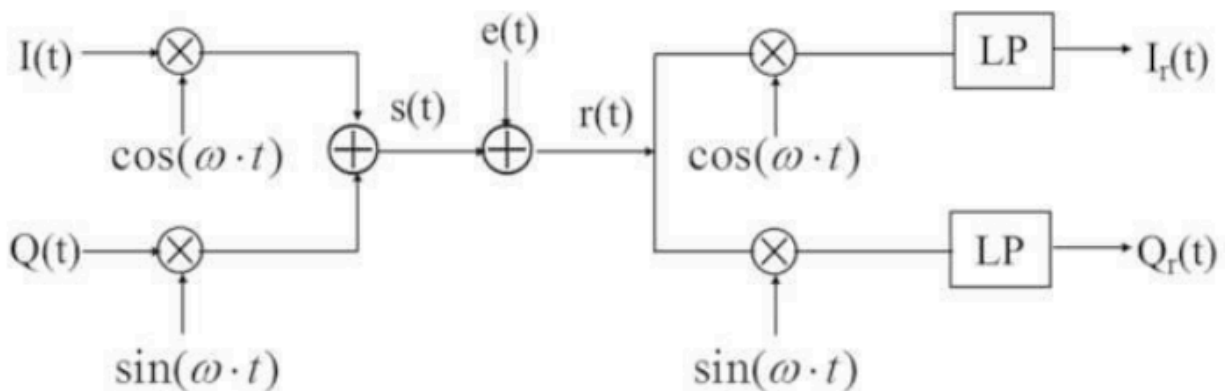 I(t)
cos(ω · t)
Q(t)
sin(ω · t)
s(t)
e(t)
r(t)
cos(ω · t)
LP
I_r(t)
sin(ω · t)
LP
Q_r(t)